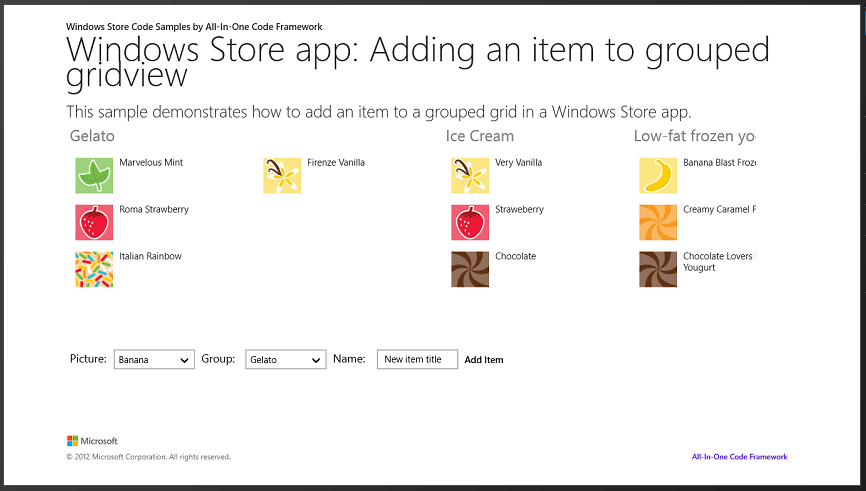 Windows Store Code Samples by All-In-One Code Framework
Windows Store app: Adding an item to grouped
gridview
This sample demonstrates how to add an item to a grouped grid in a Windows Store app.
Gelato
Marvelous Mint
Firenze Vanilla
Roma Strawberry
Italian Rainbow
Ice Cream
Very Vanilla
Straweberry
Chocolate
Low-fat frozen yo
Banana Blast Froze
Creamy Caramel F
Chocolate Lovers
Yougurt
Picture: Banana Group: Gelato Name: New item title Add Item
Microsoft
© 2012 Microsoft Corporation. All rights reserved.
All-In-One Code Framework